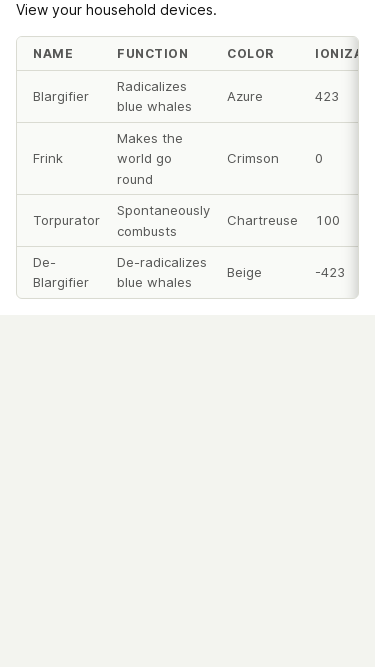 View your household devices.
NAME FUNCTION COLOR IONIZA
Blargifier Radicalizes blue whales Azure 423
Frink Makes the world go round Crimson 0
Torpurator Spontaneously combusts Chartreuse 100
De-Blargifier De-radicalizes blue whales Beige -423